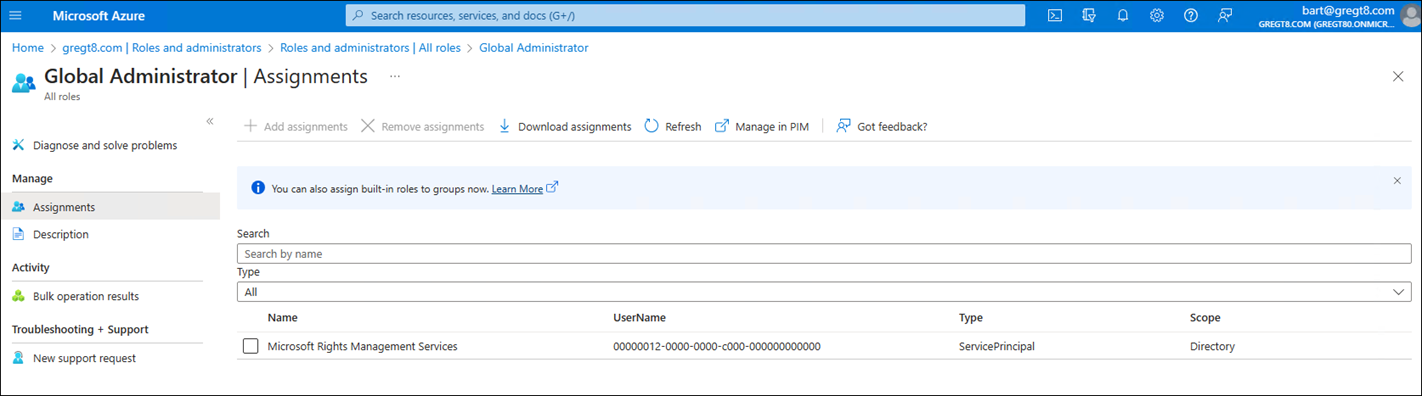 Microsoft Azure
Search resources, services, and docs (G+/)
bart@gregt8.com
GREGT8.COM (GREGT80.ONMICR...
Home > gregt8.com | Roles and administrators > Roles and administrators | All roles > Global Administrator
Global Administrator | Assignments ...
All roles
«
Add assignments Remove assignments Download assignments Refresh Manage in PIM Got feedback?
Diagnose and solve problems
Manage
Assignments
Description
Activity
Bulk operation results
Troubleshooting + Support
New support request
You can also assign built-in roles to groups now. Learn More
Search
Search by name
Type
All
Name UserName Type Scope
Microsoft Rights Management Services 00000012-0000-0000-c000-000000000000 ServicePrincipal Directory